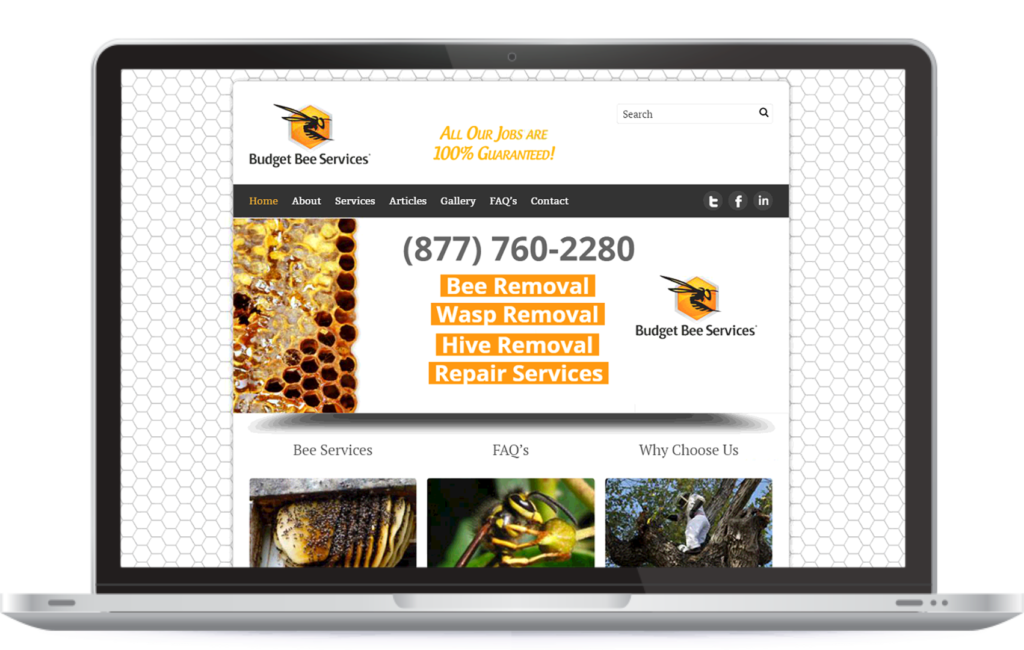 Budget Bee Services
All Our Jobs are
100% Guaranteed!
Search
Home About Services Articles Gallery FAQ's Contact
(877) 760-2280
Bee Removal
Wasp Removal
Hive Removal
Repair Services
Budget Bee Services
Bee Services FAQ's Why Choose Us